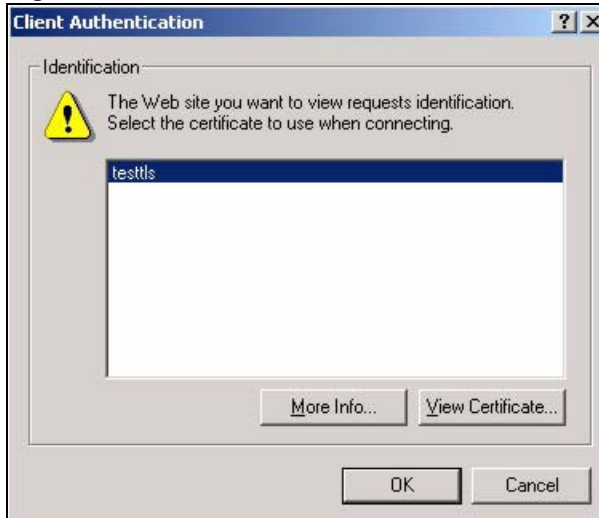 Client Authentication
Identification
The Web site you want to view requests identification.
Select the certificate to use when connecting.
testtls
More Info...
View Certificate...
OK
Cancel